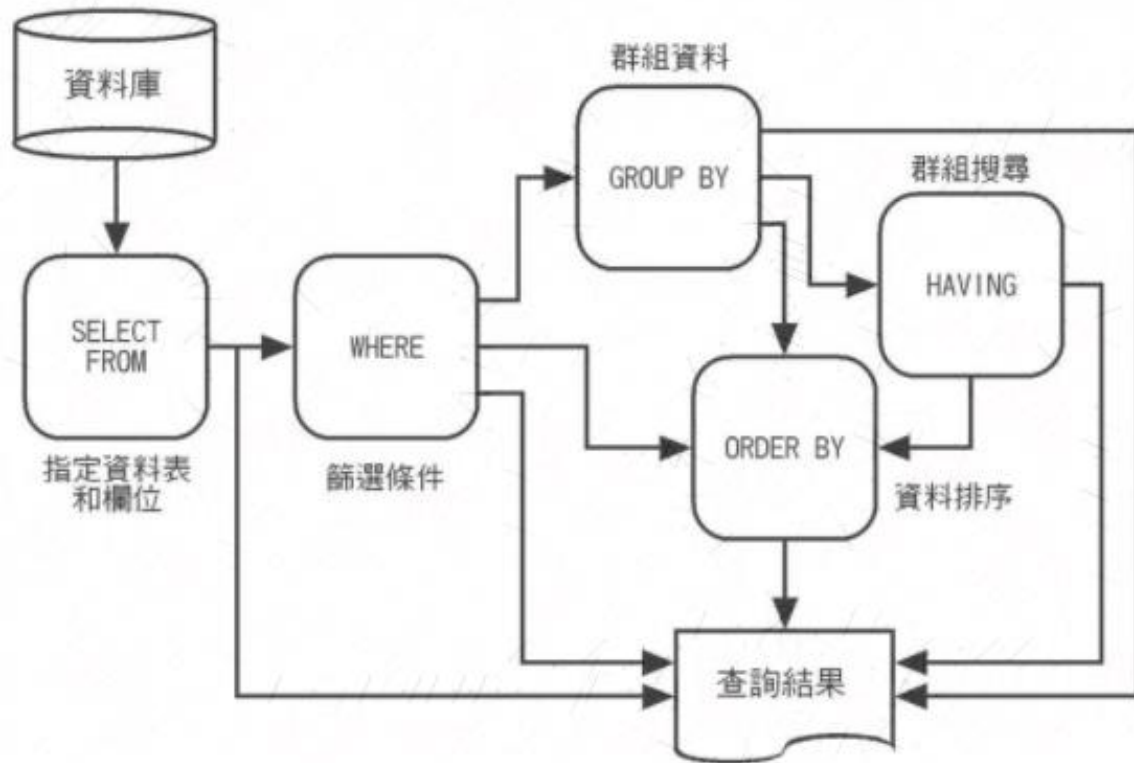 資料庫
群組資料
GROUP BY
群組搜尋
HAVING
SELECT
FROM
WHERE
ORDER BY
指定資料表
和欄位
篩選條件
資料排序
查詢結果